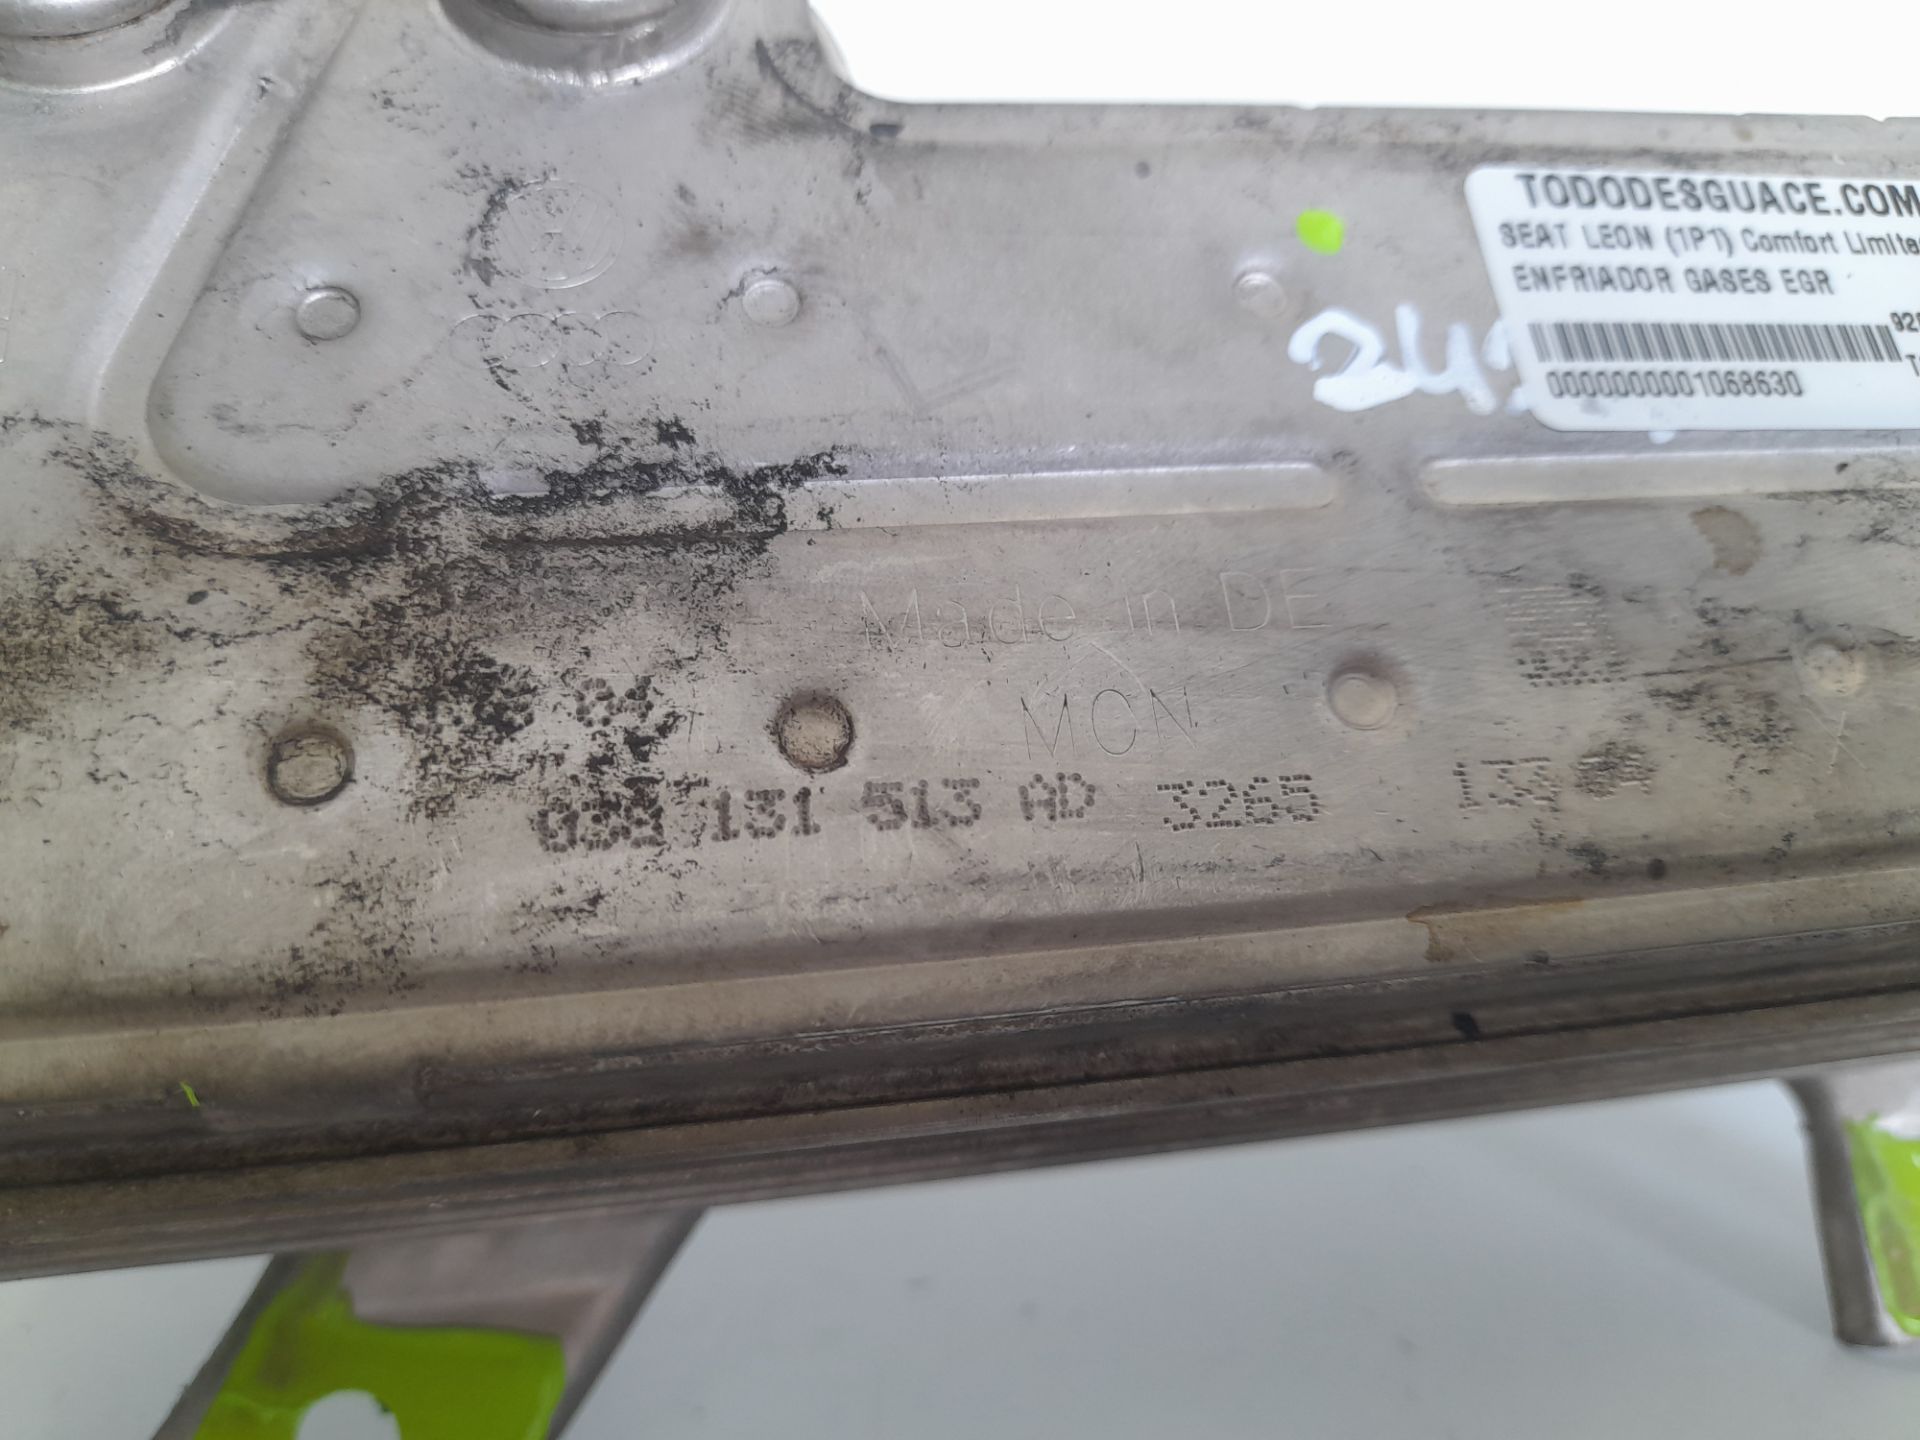 TODODESGUACE.COM
SEAT LEON (1P1) Comfort Limite
ENFRIADOR GASES EGR
0000000001068630
Made in DE
MCN
131 513 AD 3265